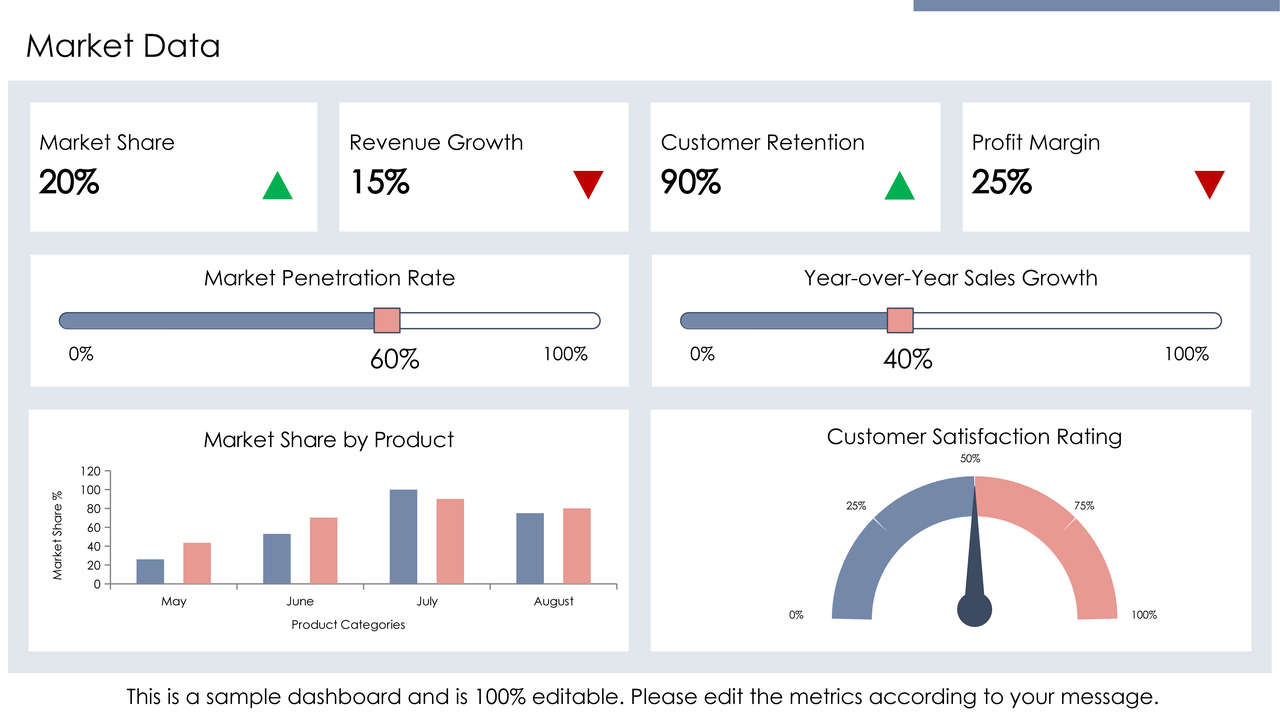 Market Data
Market Share
20%
Revenue Growth
15%
Customer Retention
90%
Profit Margin
25%
Market Penetration Rate
0%
60%
100%
Year-over-Year Sales Growth
0%
40%
100%
Market Share by Product
Market Share %
120
100
80
60
40
20
0
May
June
July
August
Product Categories
Customer Satisfaction Rating
0%
25%
50%
75%
100%
This is a sample dashboard and is 100% editable. Please edit the metrics according to your message.